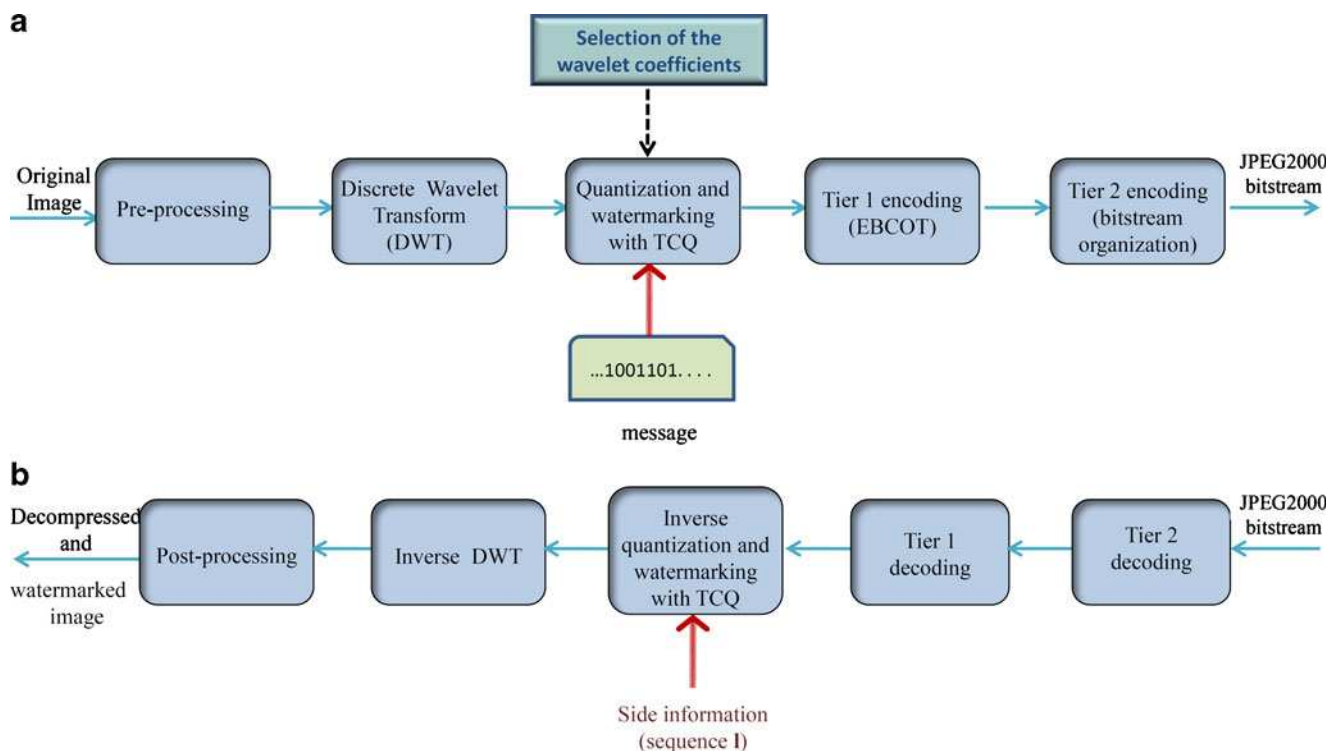 a
Selection of the
wavelet coefficients
Original
Image
Pre-processing
Discrete Wavelet
Transform
(DWT)
Quantization and
watermarking
with TCQ
Tier 1 encoding
(EBCOT)
Tier 2 encoding
(bitstream
organization)
JPEG2000
bitstream
...1001101. . . .
message
b
Decompressed
and
watermarked
image
Post-processing
Inverse DWT
Inverse
quantization and
watermarking
with TCQ
Tier 1
decoding
Tier 2
decoding
JPEG2000
bitstream
Side information
(sequence l)